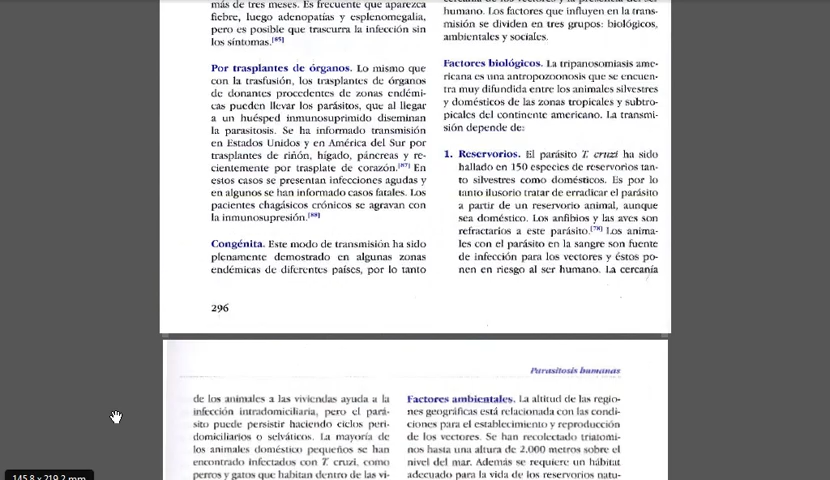 más de tres meses. Es frecuente que aparezca
fiebre, luego adenopatías y esplenomegalia,
pero es posible que trascurra la infección sin
los síntomas.[85]
Por trasplantes de órganos. Lo mismo que
con la trasfusión, los trasplantes de órganos
de donantes procedentes de zonas endémi-
cas pueden llevar los parásitos, que al llegar
a un huésped inmunosuprimido diseminan
la parasitosis. Se ha informado transmisión
en Estados Unidos y en América del Sur por
trasplantes de riñón, hígado, páncreas y re-
cientemente por trasplate de corazón.[87] En
estos casos se presentan infecciones agudas y
en algunos se han informado casos fatales. Los
pacientes chagásicos crónicos se agravan con
la inmunosupresión.[88]
Congénita. Este modo de transmisión ha sido
plenamente demostrado en algunas zonas
endémicas de diferentes países, por lo tanto
296
humano. Los factores que influyen en la trans-
misión se dividen en tres grupos: biológicos,
ambientales y sociales.
Factores biológicos. La tripanosomiasis ame-
ricana es una antropozoonosis que se encuen-
tra muy difundida entre los animales silvestres
y domésticos de las zonas tropicales y subtro-
picales del continente americano. La transmi-
sión depende de:
1. Reservorios. El parásito T. cruzi ha sido
hallado en 150 especies de reservorios tan-
to silvestres como domésticos. Es por lo
tanto ilusorio tratar de erradicar el parásito
a partir de un reservorio animal, aunque
sea doméstico. Los anfibios y las aves son
refractarios a este parásito.[78] Los anima-
les con el parásito en la sangre son fuente
de infección para los vectores y éstos po-
nen en riesgo al ser humano. La cercanía
Parasitosis humanas
de los animales a las viviendas ayuda a la
infección intradomiciliaria, pero el pará-
sito puede persistir haciendo ciclos peri-
domiciliarios o selváticos. La mayoría de
los animales doméstico pequeños se han
encontrado infectados con T. cruzi, como
perros y gatos que habitan dentro de las vi-
Factores ambientales. La altitud de las regio-
nes geográficas está relacionada con las condi-
ciones para el establecimiento y reproducción
de los vectores. Se han recolectado triatomi-
nos hasta una altura de 2.000 metros sobre el
nivel del mar. Además se requiere un hábitat
adecuado para la vida de los reservorios natu-
145,8 x 219,2 mm